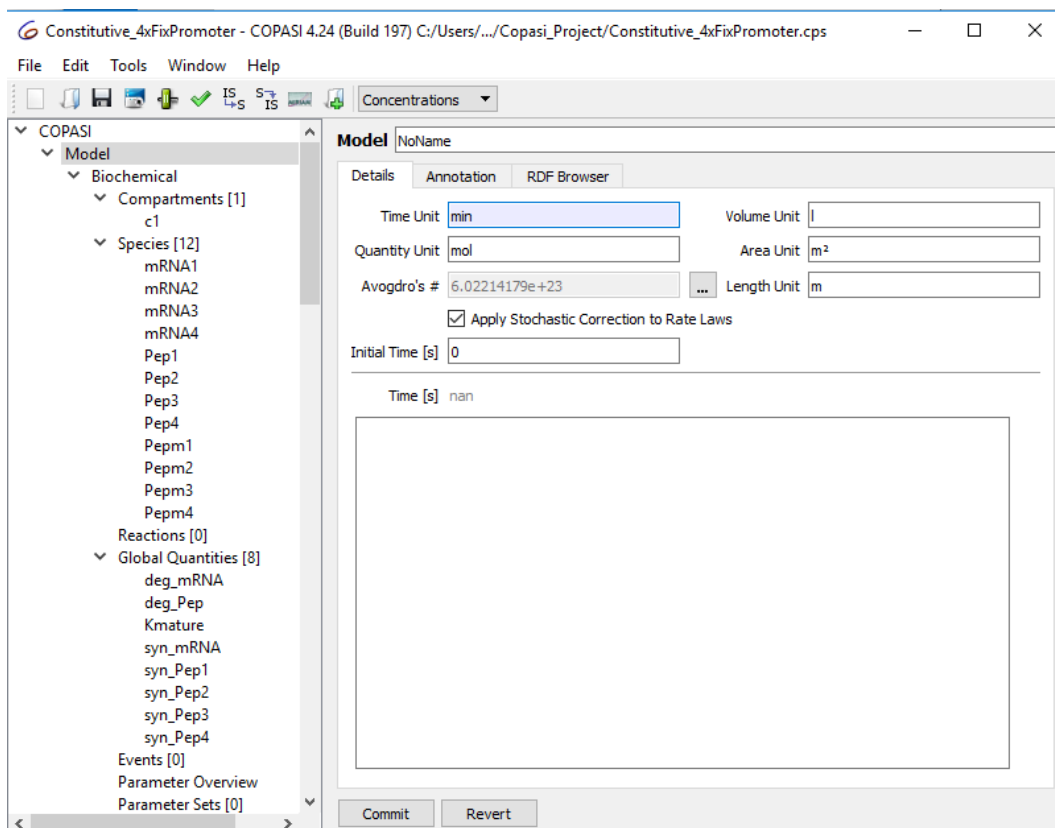 Constitutive_4xFixPromoter - COPASI 4.24 (Build 197) C:/Users/.../Copasi_Project/Constitutive_4xFixPromoter.cps
File Edit Tools Window Help
Concentrations
COPASI
Model
Biochemical
Compartments [1]
c1
Species [12]
mRNA1
mRNA2
mRNA3
mRNA4
Pep1
Pep2
Pep3
Pep4
Pepm1
Pepm2
Pepm3
Pepm4
Reactions [0]
Global Quantities [8]
deg_mRNA
deg_Pep
Kmature
syn_mRNA
syn_Pep1
syn_Pep2
syn_Pep3
syn_Pep4
Events [0]
Parameter Overview
Parameter Sets [0]
Model NoName
Details Annotation RDF Browser
Time Unit min Volume Unit l
Quantity Unit mol Area Unit m²
Avogdro's # 6.02214179e+23 ... Length Unit m
Apply Stochastic Correction to Rate Laws
Initial Time [s] 0
Time [s] nan
Commit Revert